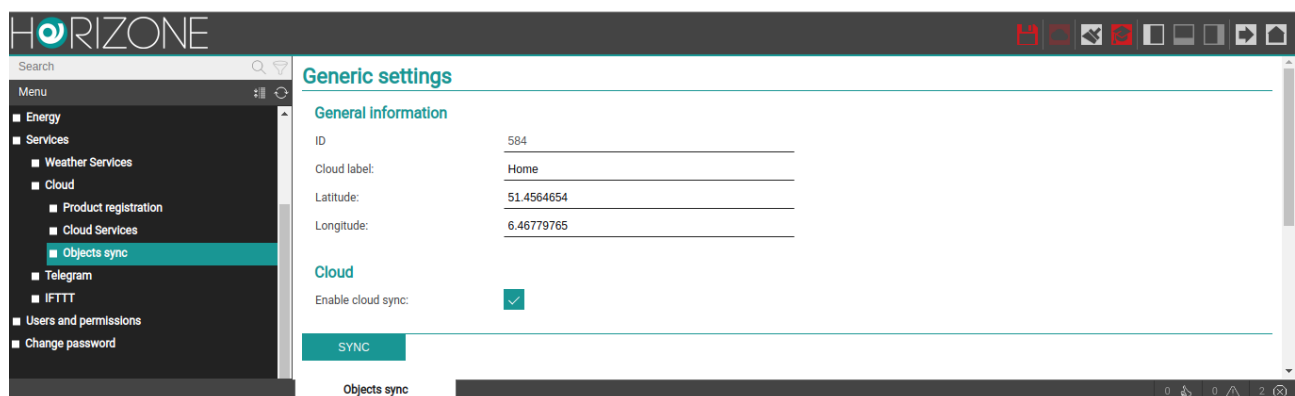 HORIZONE
Search
Menu
Energy
Services
Weather Services
Cloud
Product registration
Cloud Services
Objects sync
Telegram
IFTTT
Users and permissions
Change password
Generic settings
General information
ID 584
Cloud label: Home
Latitude: 51.4564654
Longitude: 6.46779765
Cloud
Enable cloud sync:
SYNC
Objects sync
0 0 2